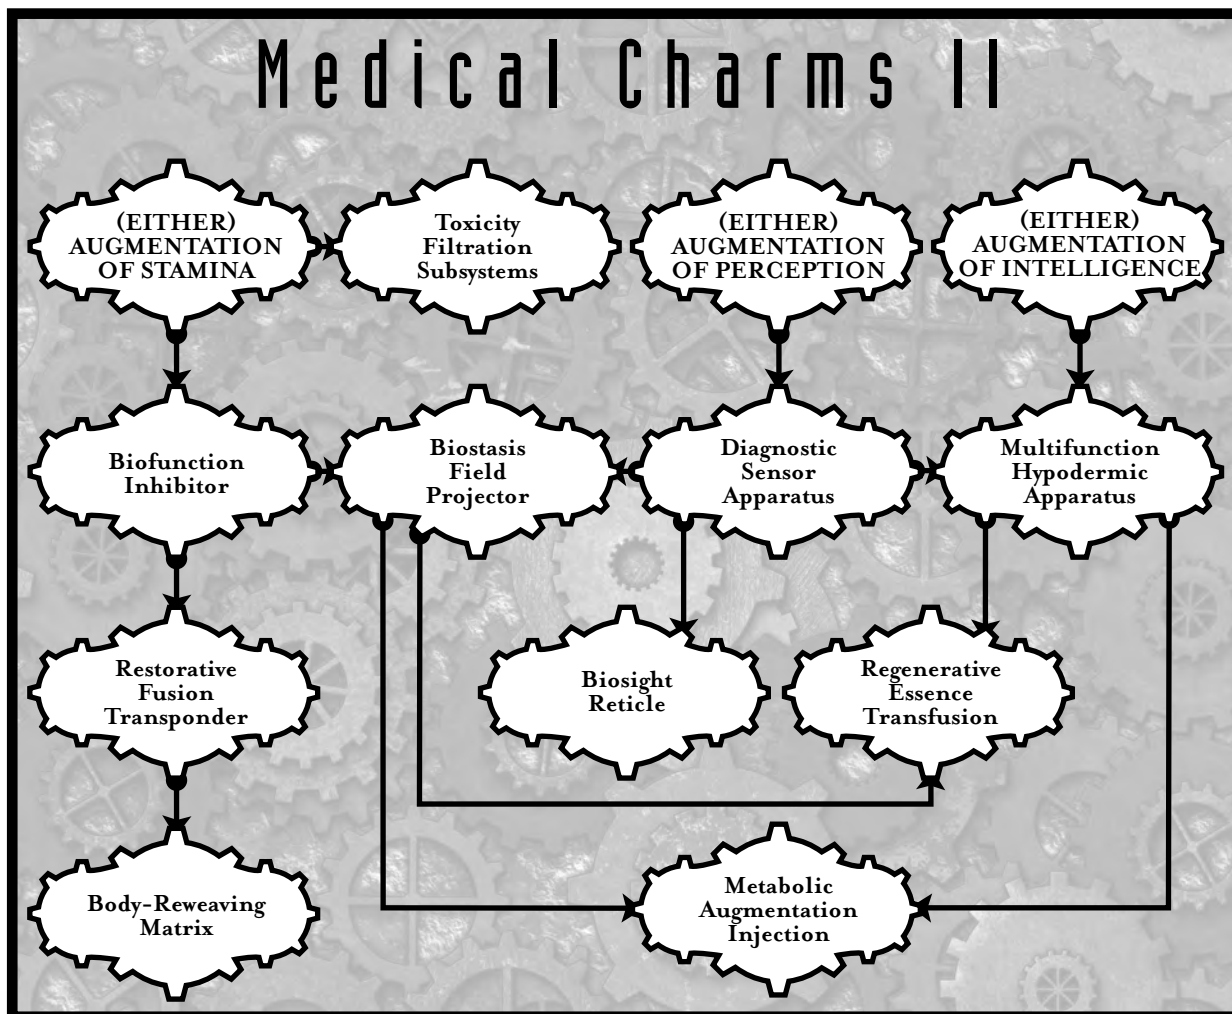 Medical Charms II
(EITHER)
AUGMENTATION
OF STAMINA
Toxicity
Filtration
Subsystems
(EITHER)
AUGMENTATION
OF PERCEPTION
(EITHER)
AUGMENTATION
OF INTELLIGENCE
Biofunction
Inhibitor
Biostasis
Field
Projector
Diagnostic
Sensor
Apparatus
Multifunction
Hypodermic
Apparatus
Restorative
Fusion
Transponder
Biosight
Reticle
Regenerative
Essence
Transfusion
Body-Reweaving
Matrix
Metabolic
Augmentation
Injection